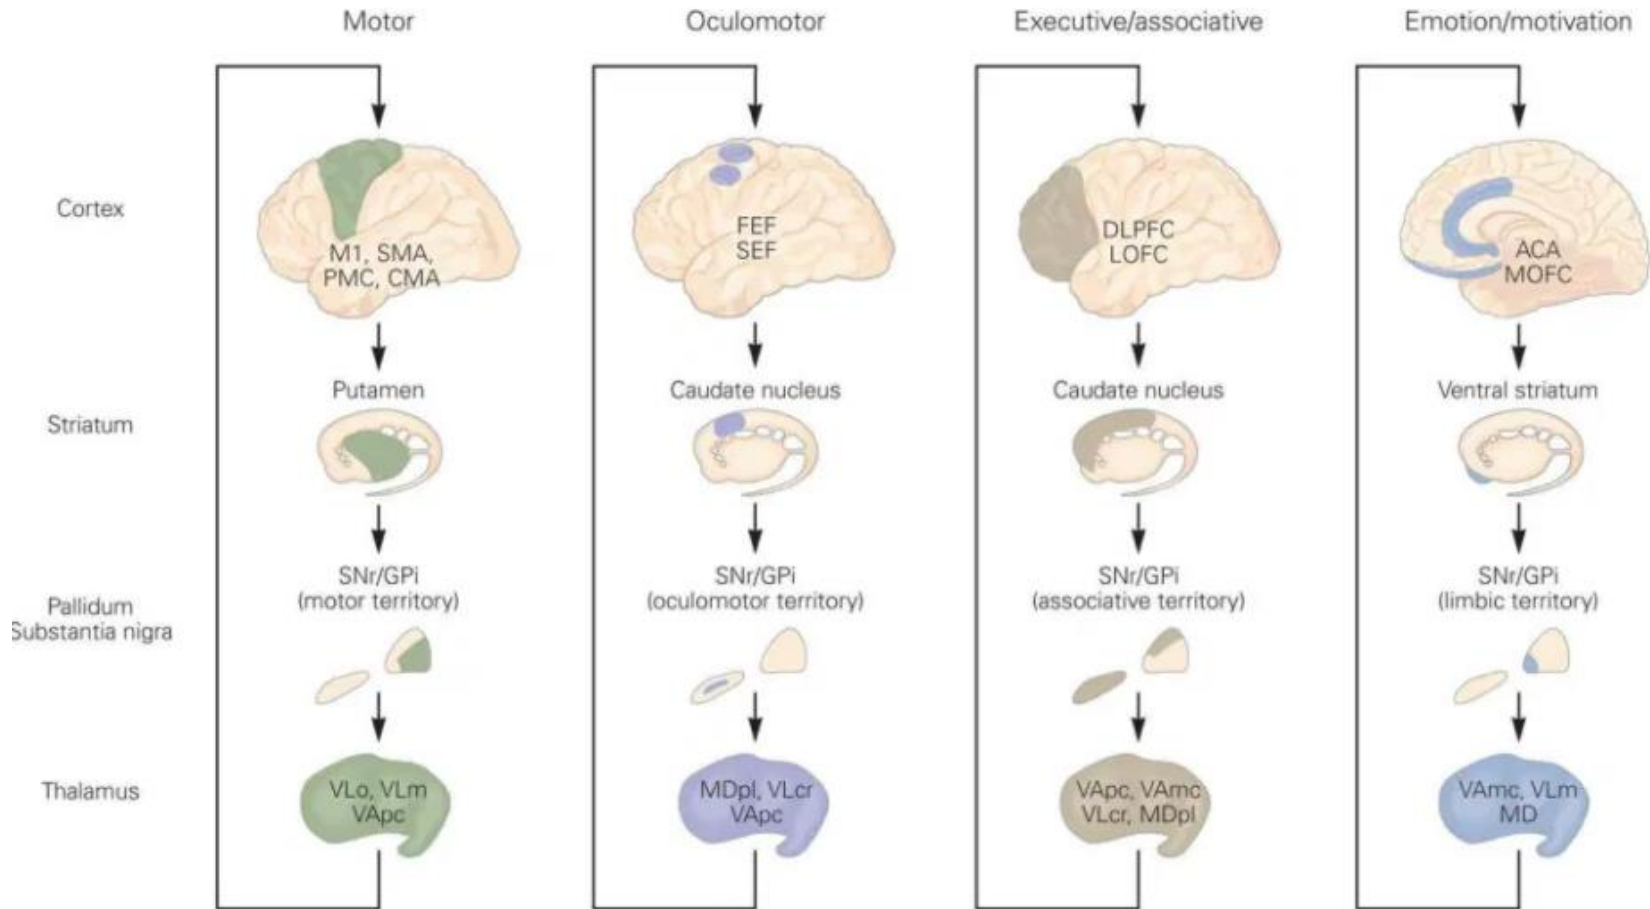 Motor
Oculomotor
Executive/associative
Emotion/motivation
Cortex
M1, SMA,
PMC, CMA
FEF
SEF
DLPFC
LOFC
ACA
MOFC
Striatum
Putamen
Caudate nucleus
Caudate nucleus
Ventral striatum
Pallidum
Substantia nigra
SNr/GPi
(motor territory)
SNr/GPi
(oculomotor territory)
SNr/GPi
(associative territory)
SNr/GPi
(limbic territory)
Thalamus
VLo, VLm
VApc
MDpl, VLcr
VApc
VApc, VAmc
VLcr, MDpl
VAmc, VLm
MD